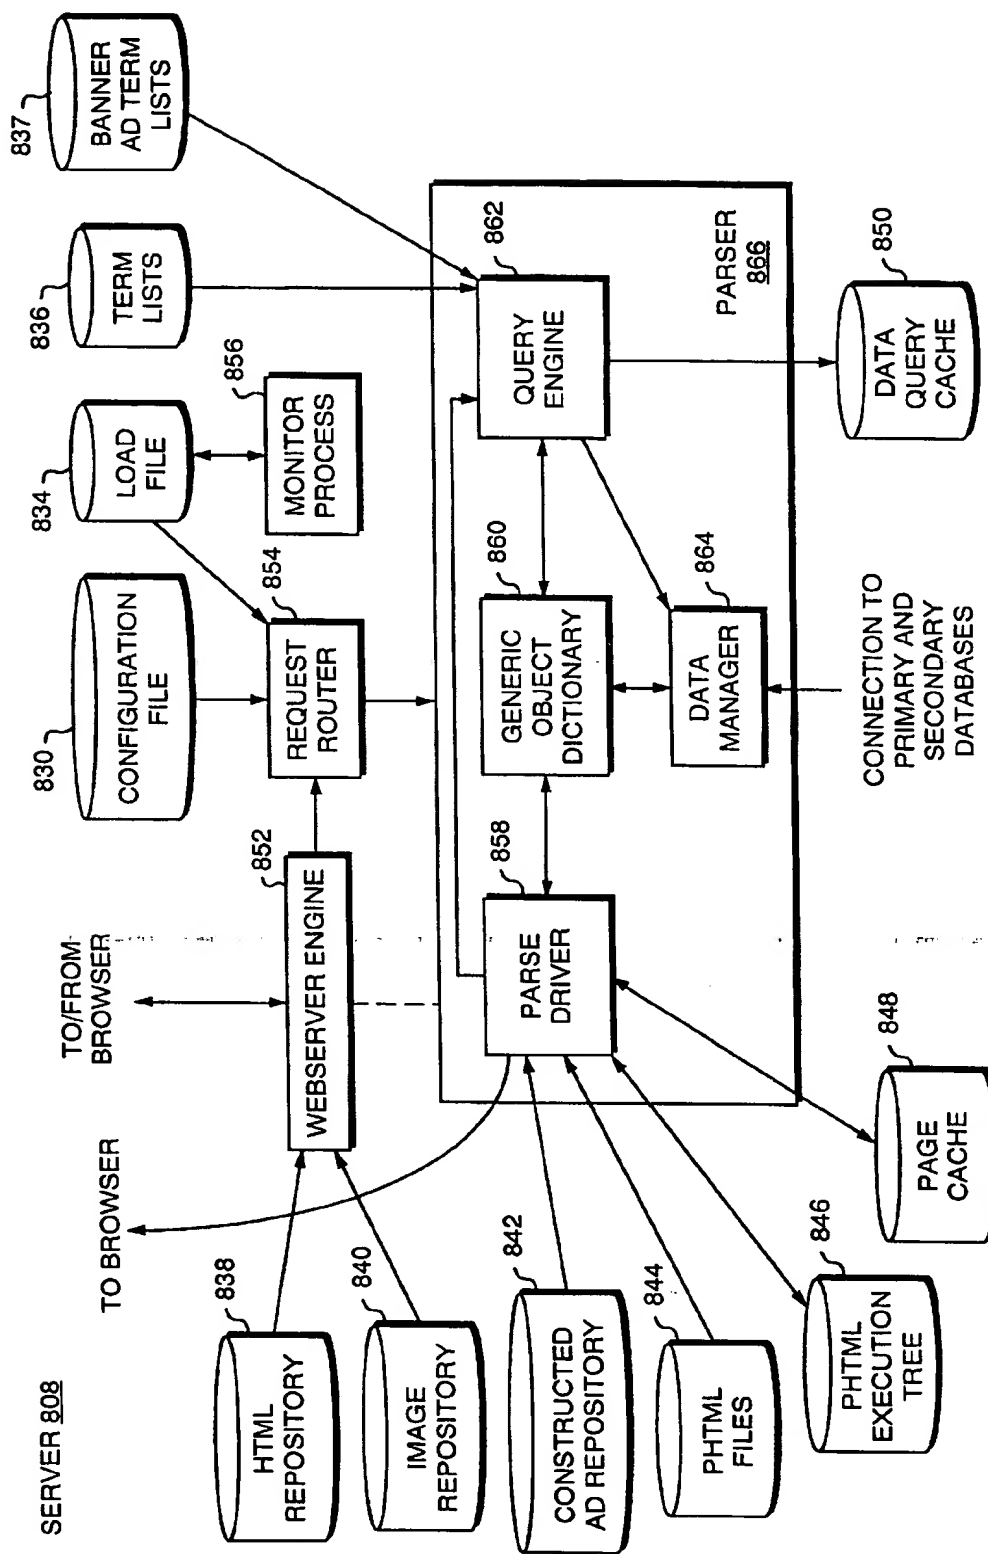 SERVER 808
TO BROWSER
TO/FROM
BROWSER
838
HTML
REPOSITORY
840
IMAGE
REPOSITORY
842
CONSTRUCTED
AD REPOSITORY
844
PHTML
FILES
846
PHTML
EXECUTION
TREE
848
PAGE
CACHE
852
WEBSERVER ENGINE
830
CONFIGURATION
FILE
834
LOAD
FILE
836
TERM
LISTS
837
BANNER
AD TERM
LISTS
854
REQUEST
ROUTER
856
MONITOR
PROCESS
858
PARSE
DRIVER
860
GENERIC
OBJECT
DICTIONARY
862
QUERY
ENGINE
864
DATA
MANAGER
PARSER
866
850
DATA
QUERY
CACHE
CONNECTION TO
PRIMARY AND
SECONDARY
DATABASES